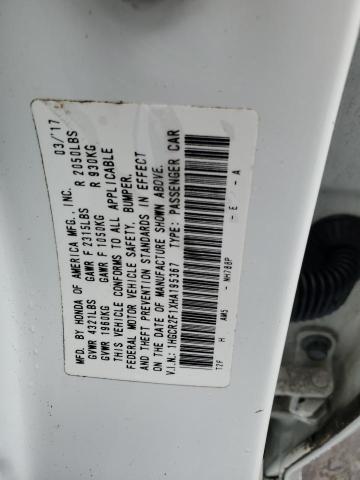 MFD. BY HONDA OF AMERICA MFG., INC. 03/'17
GVWR 4321LBS GAWR F 2315LBS R 2050LBS
GVWR 1960KG GAWR F 1050KG R 930KG
THIS VEHICLE CONFORMS TO ALL APPLICABLE
FEDERAL MOTOR VEHICLE SAFETY, BUMPER,
THEFT PREVENTION STANDARDS IN EFFECT
ON THE DATE OF MANUFACTURE SHOWN ABOVE.
V.I.N.: 1HGCR2F1XHA195367 TYPE: PASSENGER CAR
T2F H AM5 - NH788P - E - A